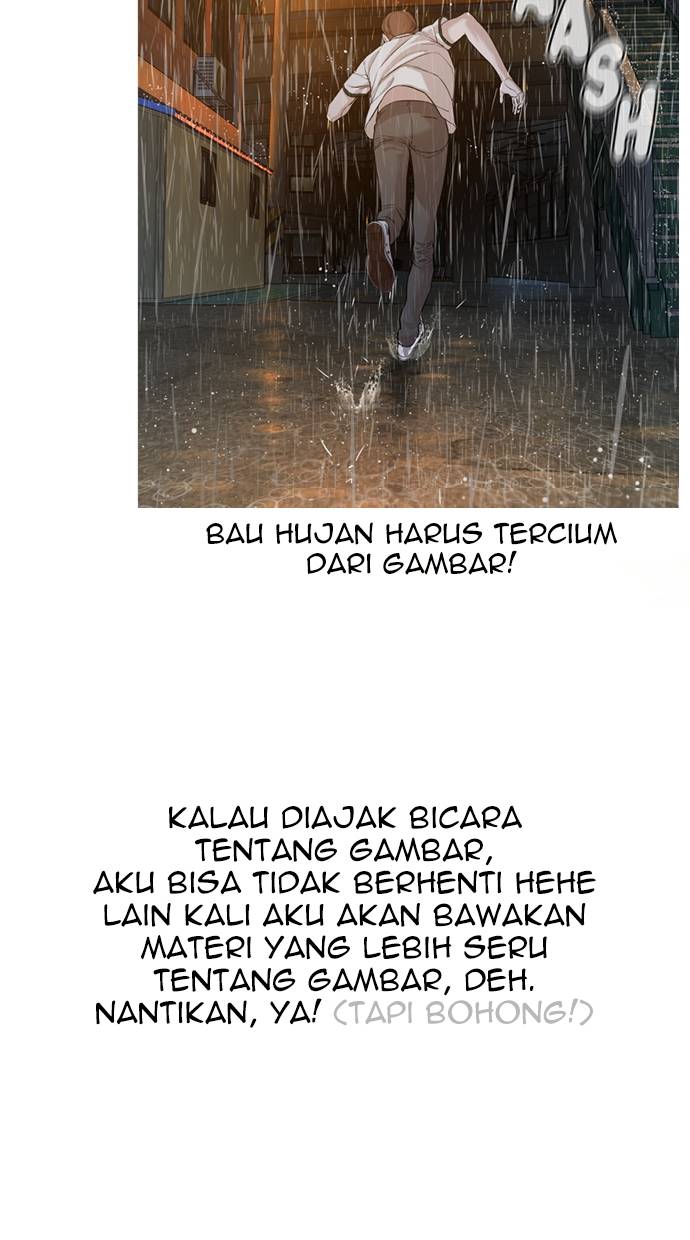 ASH
BAU HUJAN HARUS TERCIUM
DARI GAMBAR!
KALAU DIAJAK BICARA
TENTANG GAMBAR,
AKU BISA TIDAK BERHENTI HEHE
LAIN KALI AKU AKAN BAWAKAN
MATERI YANG LEBIH SERU
TENTANG GAMBAR, DEH.
NANTIKAN, YA! (TAPI BOHONG!)